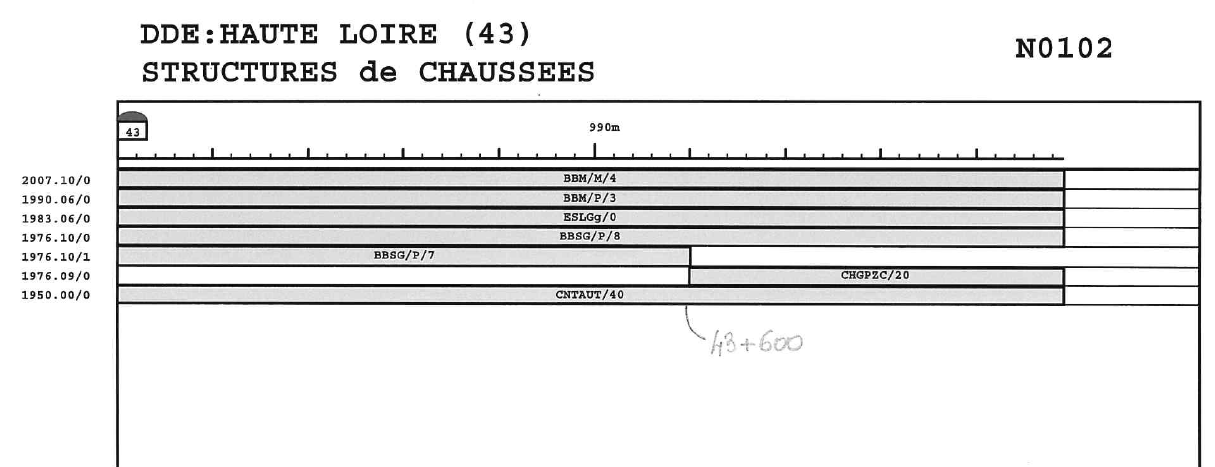 DDE:HAUTE LOIRE (43)
N0102
STRUCTURES de CHAUSSEES
43
990m
2007.10/0 BBM/M/4
1990.06/0 BBM/P/3
1983.06/0 ESLGg/0
1976.10/0 BBSG/P/8
1976.10/1 BBSG/P/7
1976.09/0 CHGPZC/20
1950.00/0 CNTAUT/40
43+600